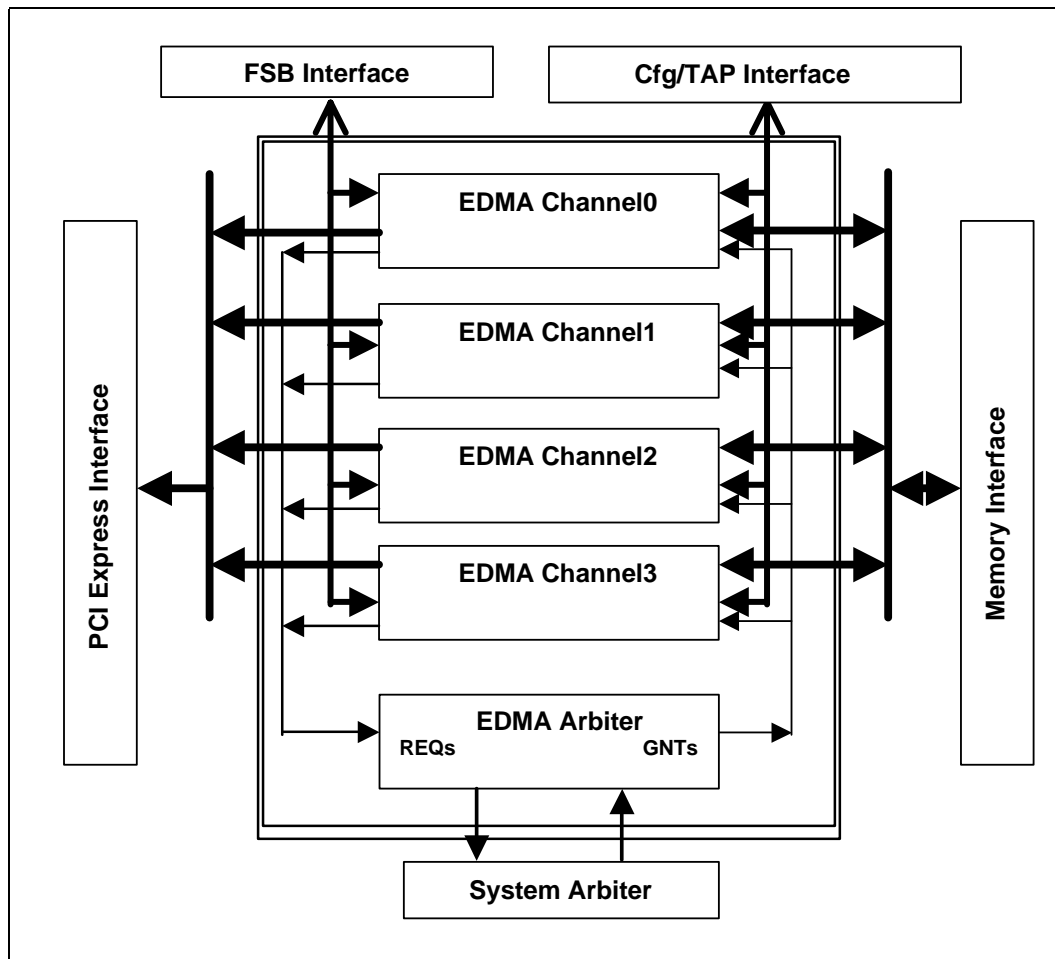 FSB Interface
Cfg/TAP Interface
EDMA Channel0
EDMA Channel1
EDMA Channel2
EDMA Channel3
PCI Express Interface
Memory Interface
EDMA Arbiter
REQs
GNTs
System Arbiter